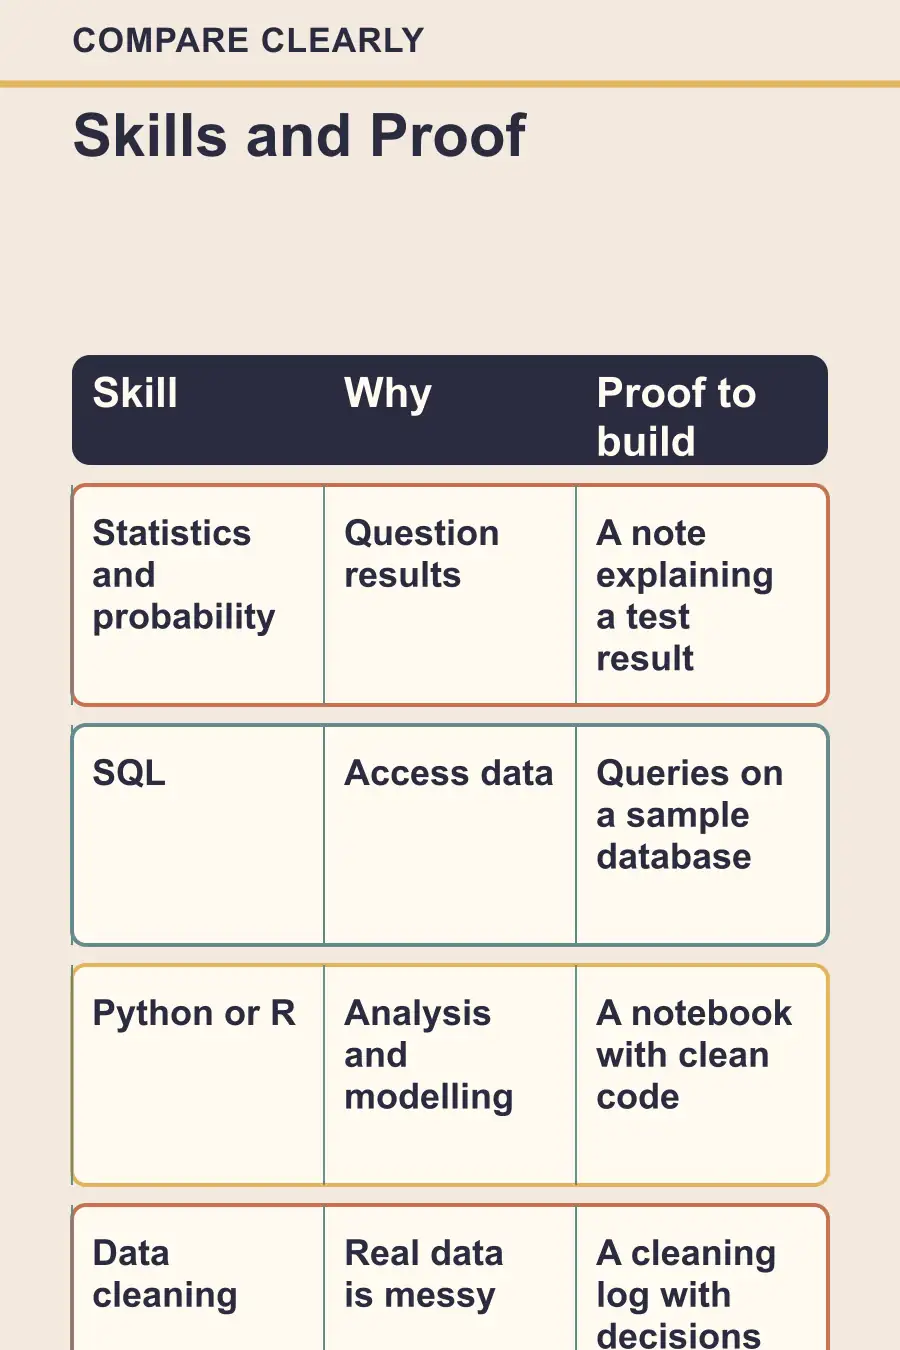 COMPARE CLEARLY
Skills and Proof
Skill
Why
Proof to
build
Statistics
and
probability
Question
results
A note
explaining
a test
result
SQL
Access data
Queries on
a sample
database
Python or R
Analysis
and
modelling
A notebook
with clean
code
Data
cleaning
Real data
is messy
A cleaning
log with
decisions